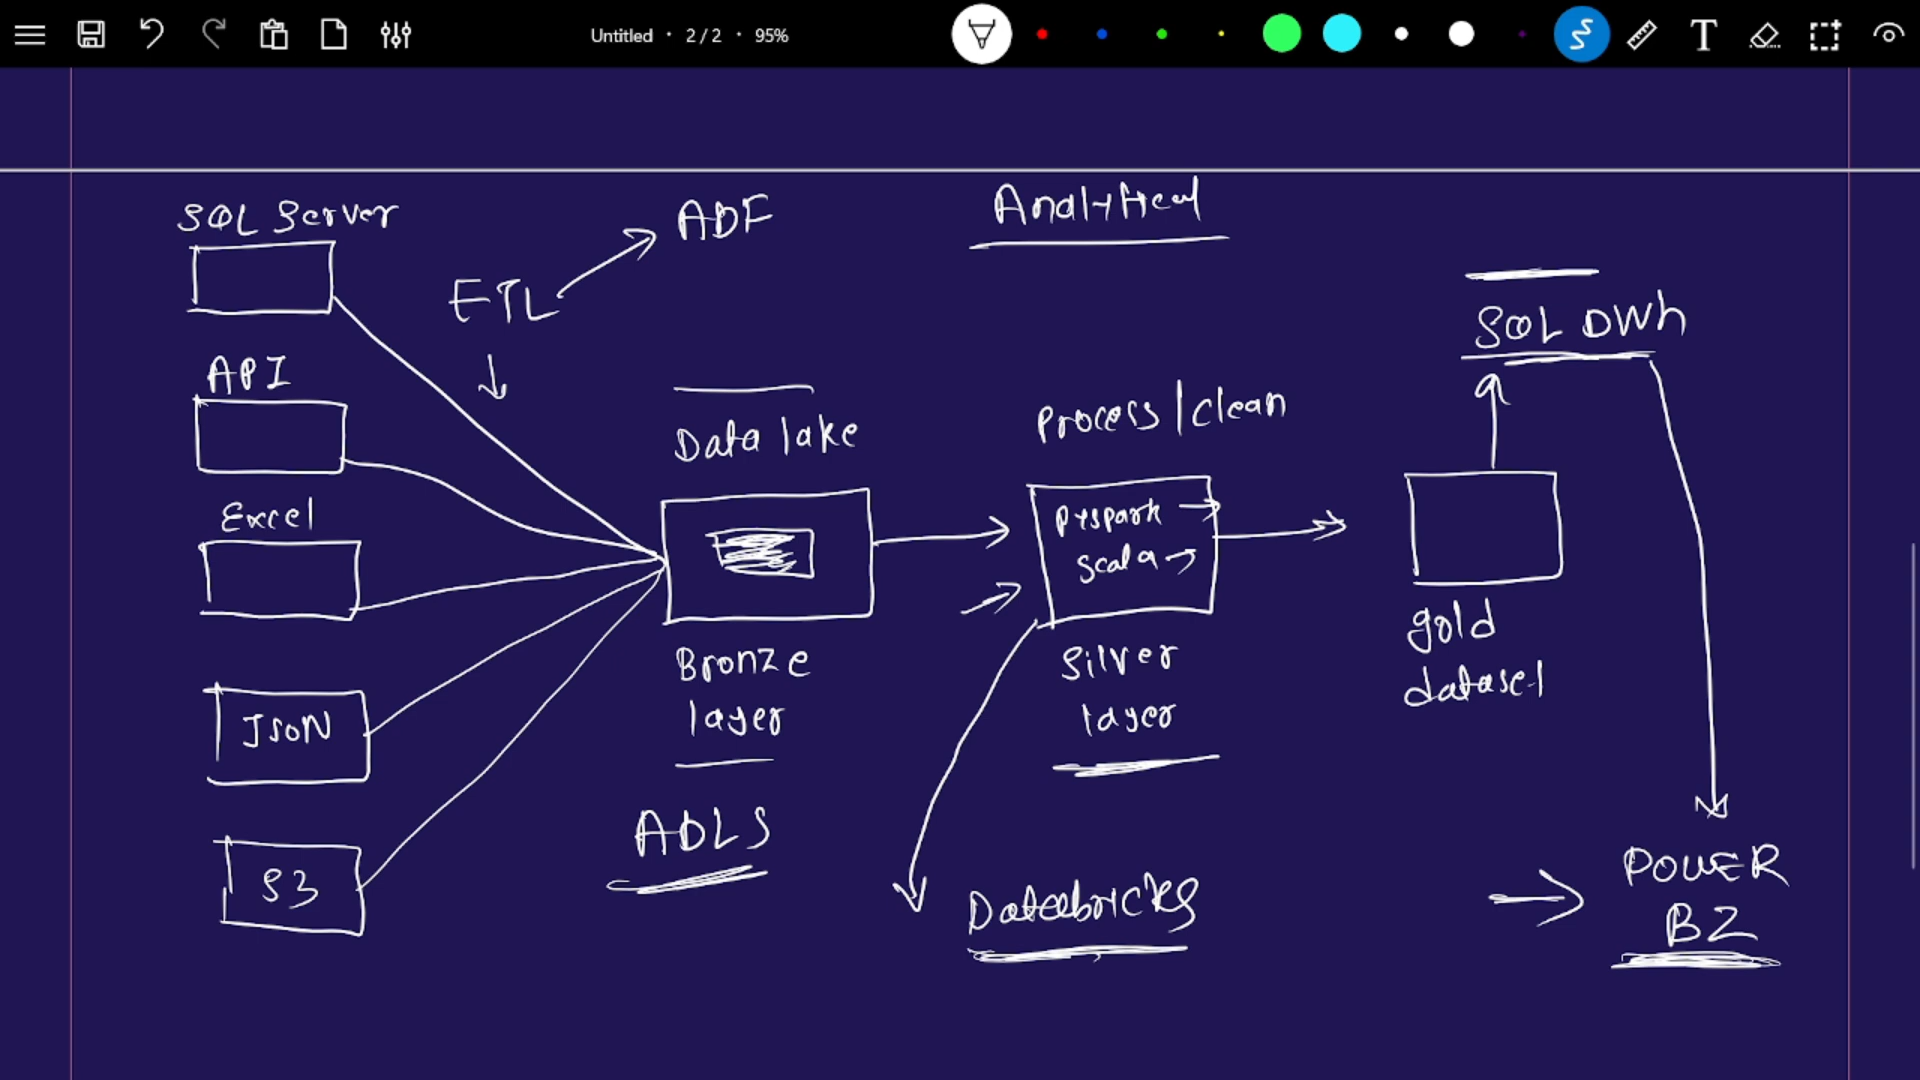 Untitled • 2 / 2 • 95%
T
SQL Server
ADF
Analytical
ETL
SQL DWh
API
Data lake
Process / clean
Excel
Pyspark
Scala
gold
dataset
Bronze
layer
Silver
layer
JSON
ADLS
S3
Databricks
POWER
BI